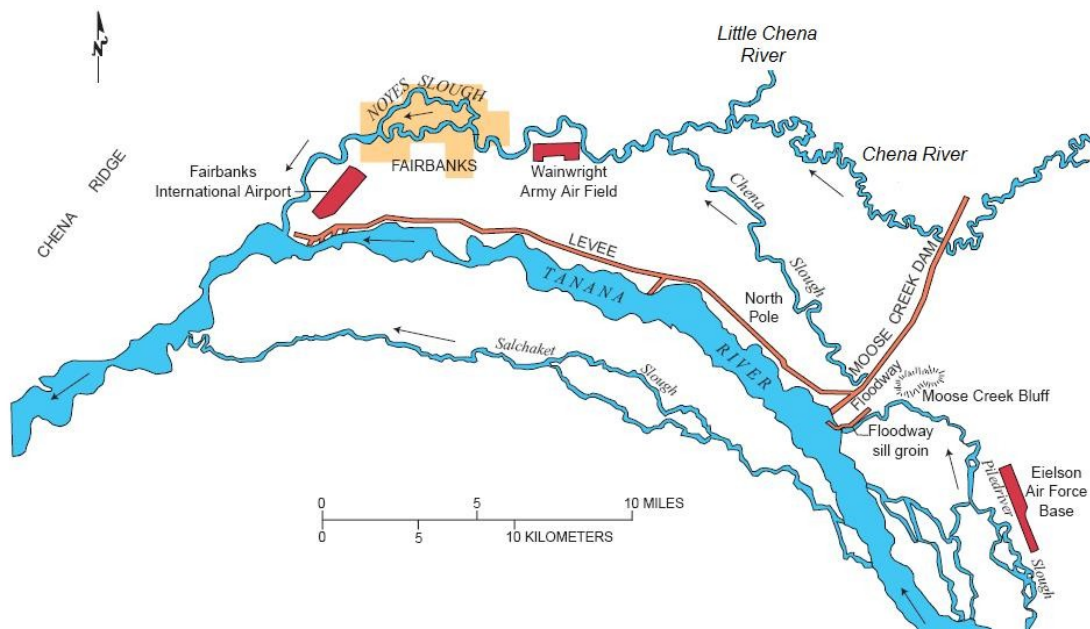 N
Little Chena
River
NOYES SLOUGH
FAIRBANKS
Wainwright
Army Air Field
Chena River
CHENA RIDGE
Fairbanks
International Airport
Chena Slough
LEVEE
TANANA RIVER
North
Pole
MOOSE CREEK DAM
Floodway
Moose Creek Bluff
Floodway
sill groin
Salchaket Slough
Piledriver Slough
Eielson
Air Force
Base
0 5 10 MILES
0 5 10 KILOMETERS